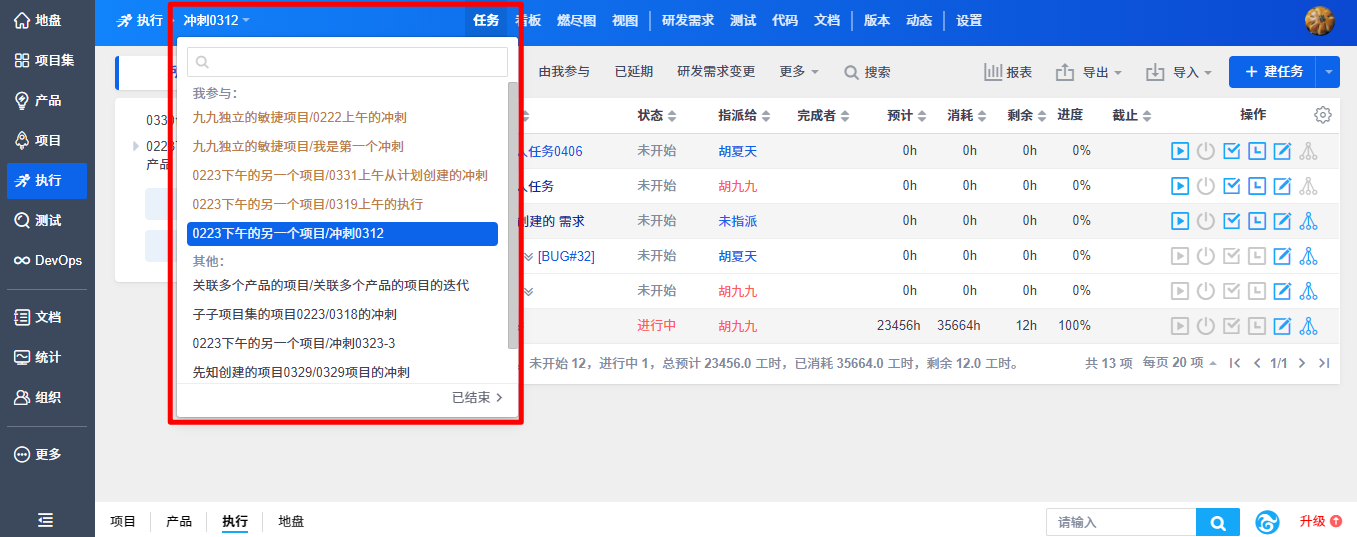 地盘
项目集
产品
项目
执行
测试
DevOps
文档
统计
组织
更多
执行 冲刺0312 任务 看板 燃尽图 视图 研发需求 测试 代码 文档 版本 动态 设置
由我参与 已延期 研发需求变更 更多 搜索 报表 导出 导入 + 建任务
我参与:
九九独立的敏捷项目/0222上午的冲刺
九九独立的敏捷项目/我是第一个冲刺
0223下午的另一个项目/0331上午从计划创建的冲刺
0223下午的另一个项目/0319上午的执行
0223下午的另一个项目/冲刺0312
其他:
关联多个产品的项目/关联多个产品的项目的迭代
子子项目集的项目0223/0318的冲刺
0223下午的另一个项目/冲刺0323-3
先知创建的项目0329/0329项目的冲刺
已结束
产品
状态 指派给 完成者 预计 消耗 剩余 进度 截止 操作
人任务0406 未开始 胡夏天 0h 0h 0h 0%
人任务 未开始 胡九九 0h 0h 0h 0%
创建的 需求 未开始 未指派 0h 0h 0h 0%
[BUG#32] 未开始 胡夏天 0h 0h 0h 0%
未开始 胡九九 0h 0h 0h 0%
进行中 胡九九 23456h 35664h 12h 100%
未开始 12，进行中 1，总预计 23456.0 工时，已消耗 35664.0 工时，剩余 12.0 工时。 共 13 项 每页 20 项 1/1
项目 产品 执行 地盘 请输入 升级